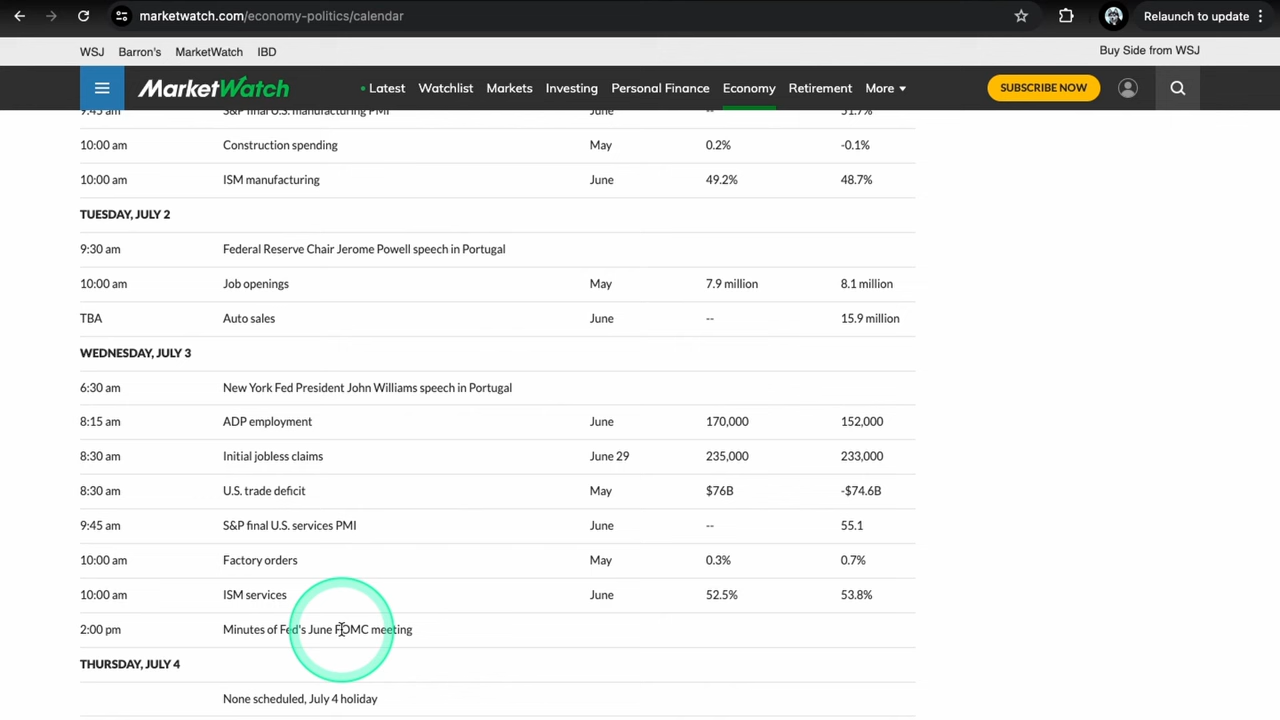 marketwatch.com/economy-politics/calendar
Relaunch to update
WSJ Barron's MarketWatch IBD
Buy Side from WSJ
MarketWatch
Latest Watchlist Markets Investing Personal Finance Economy Retirement More
SUBSCRIBE NOW
9:45 am S&P final U.S. manufacturing PMI June -- 51.7%
10:00 am Construction spending May 0.2% -0.1%
10:00 am ISM manufacturing June 49.2% 48.7%
TUESDAY, JULY 2
9:30 am Federal Reserve Chair Jerome Powell speech in Portugal
10:00 am Job openings May 7.9 million 8.1 million
TBA Auto sales June -- 15.9 million
WEDNESDAY, JULY 3
6:30 am New York Fed President John Williams speech in Portugal
8:15 am ADP employment June 170,000 152,000
8:30 am Initial jobless claims June 29 235,000 233,000
8:30 am U.S. trade deficit May $76B -$74.6B
9:45 am S&P final U.S. services PMI June -- 55.1
10:00 am Factory orders May 0.3% 0.7%
10:00 am ISM services June 52.5% 53.8%
2:00 pm Minutes of Fed's June FOMC meeting
THURSDAY, JULY 4
None scheduled, July 4 holiday